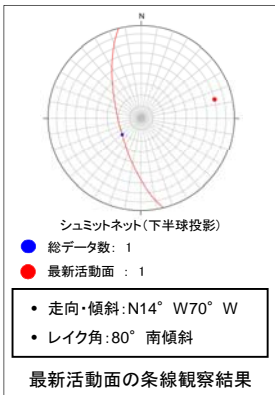 N
シュミットネット(下半球投影)
総データ数: 1
最新活動面 : 1
• 走向・傾斜:N14° W70° W
• レイク角:80° 南傾斜
最新活動面の条線観察結果